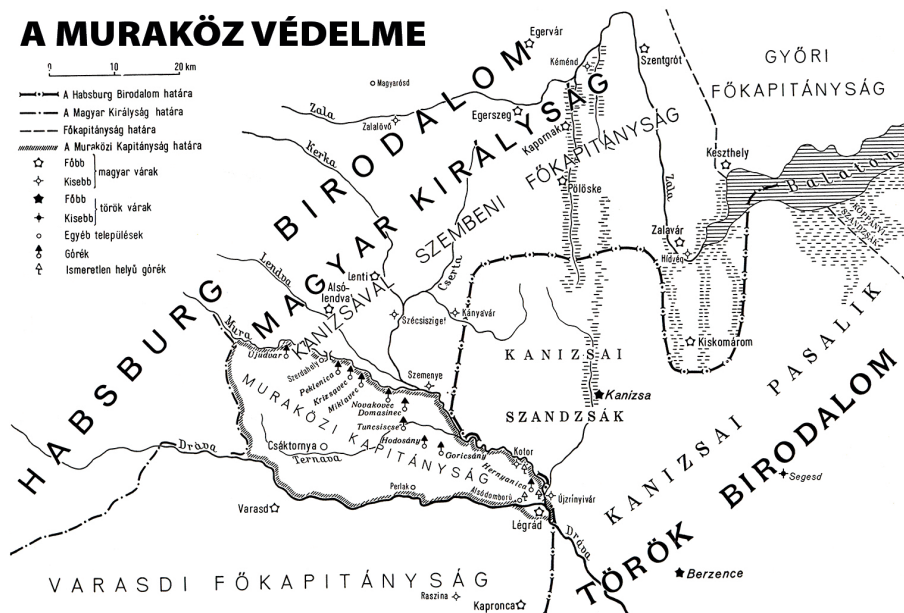 A MURAKÖZ VÉDELME
0 10 20 km
A Habsburg Birodalom határa
A Magyar Királyság határa
Főkapitányság határa
A Muraközi Kapitányság határa
Főbb
Kisebb
magyar várak
Főbb
Kisebb
török várak
Egyéb települések
Górék
Ismeretlen helyű górék
HABSBURG BIRODALOM
MAGYAR KIRÁLYSÁG
KANIZSÁVAL SZEMBENI FŐKAPITÁNYSÁG
GYŐRI
FŐKAPITÁNYSÁG
Egervár
Kéménd
Szentgrót
Magyarósd
Zala
Zalalövő
Egerszeg
Kapornak
Kerka
Pölöske
Zala
Keszthely
Balaton
KOPPÁNYI
SZANDZSÁK
Zalavár
Hídvég
Lendva
Lenti
Alsó-
lendva
Cserta
Szécsisziget
Kányavár
Kiskomárom
Mura
Újudvar
Szerdahely
Peklenica
Krizsovec
Miklavec
Szemenye
Novakovec
Domasinec
Tuncsiscse
Hodosány
Goricsány
MURAKÖZI KAPITÁNYSÁG
KANIZSAI
SZANDZSÁK
Kanizsa
KANIZSAI PASALIK
TÖRÖK BIRODALOM
Segesd
Dráva
Csáktornya
Ternava
Kotor
Hernyanica
Perlak
Alsódomború
Újzrínyivár
Varasd
Légrád
Dráva
Berzence
VARASDI FŐKAPITÁNYSÁG
Raszina
Kapronca